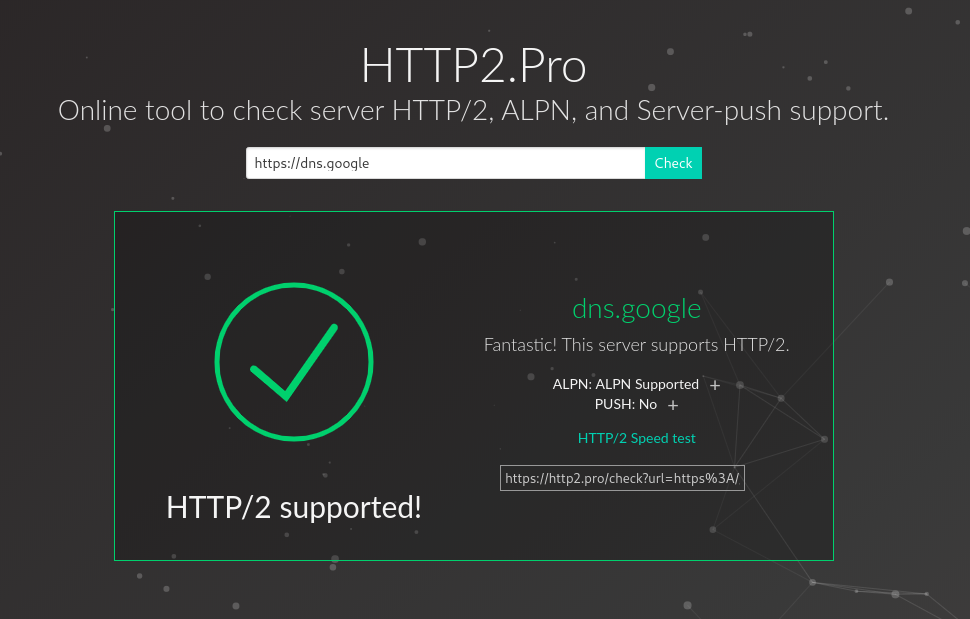 HTTP2.Pro
Online tool to check server HTTP/2, ALPN, and Server-push support.
https://dns.google
Check
HTTP/2 supported!
dns.google
Fantastic! This server supports HTTP/2.
ALPN: ALPN Supported +
PUSH: No +
HTTP/2 Speed test
https://http2.pro/check?url=https%3A/